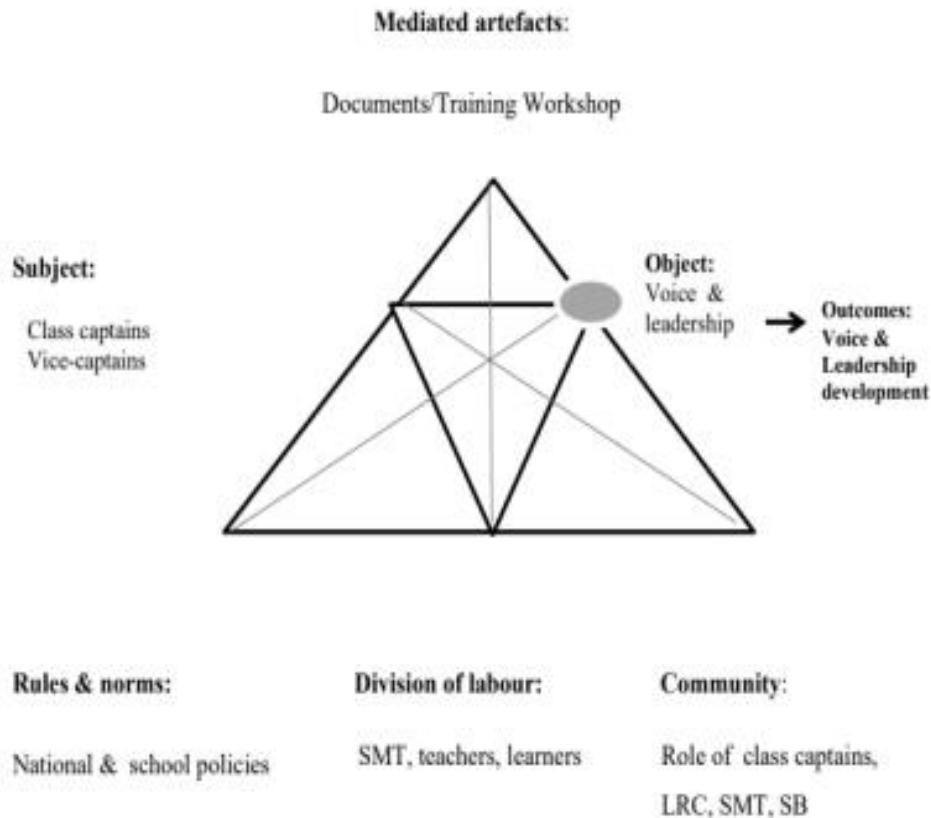 Mediated artefacts:
Documents/Training Workshop
Subject:
Class captains
Vice-captains
Object:
Voice &
leadership
Outcomes:
Voice &
Leadership
development
Rules & norms:
National & school policies
Division of labour:
SMT, teachers, learners
Community:
Role of class captains,
LRC, SMT, SB